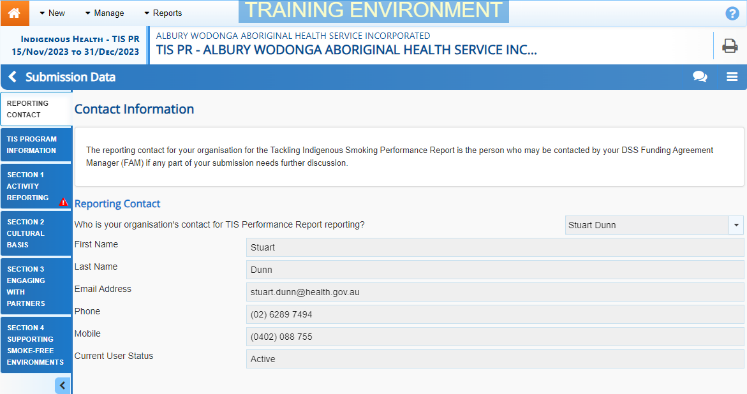 New
Manage
Reports
TRAINING ENVIRONMENT
?
Indigenous Health - TIS PR
15/Nov/2023 to 31/Dec/2023
ALBURY WODONGA ABORIGINAL HEALTH SERVICE INCORPORATED
TIS PR - ALBURY WODONGA ABORIGINAL HEALTH SERVICE INC...
Submission Data
REPORTING
CONTACT
TIS PROGRAM
INFORMATION
SECTION 1
ACTIVITY
REPORTING
SECTION 2
CULTURAL
BASIS
SECTION 3
ENGAGING
WITH
PARTNERS
SECTION 4
SUPPORTING
SMOKE-FREE
ENVIRONMENTS
Contact Information
The reporting contact for your organisation for the Tackling Indigenous Smoking Performance Report is the person who may be contacted by your DSS Funding Agreement
Manager (FAM) if any part of your submission needs further discussion.
Reporting Contact
Who is your organisation's contact for TIS Performance Report reporting? Stuart Dunn
First Name Stuart
Last Name Dunn
Email Address stuart.dunn@health.gov.au
Phone (02) 6289 7494
Mobile (0402) 088 755
Current User Status Active